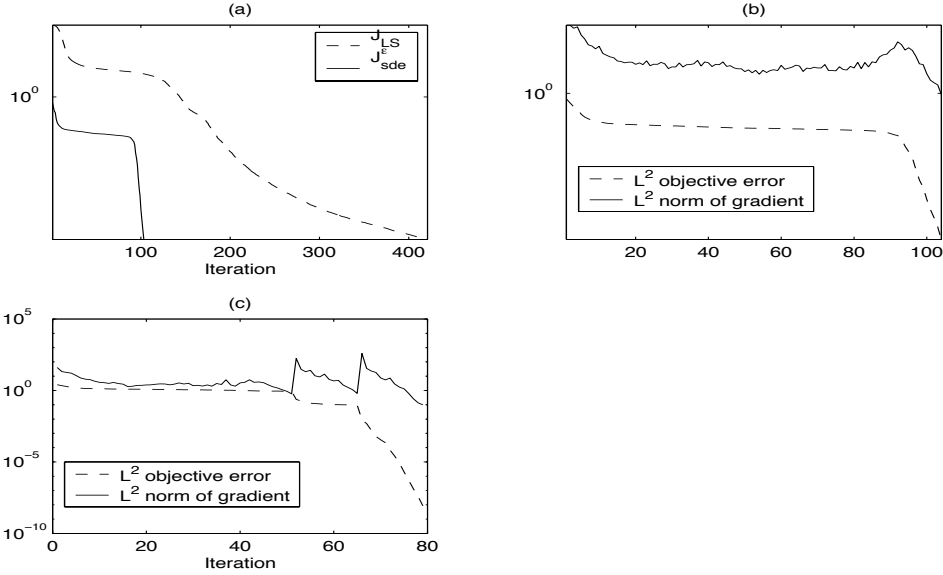 (a)
J_LS
J^ε_sde
10^0
0 100 200 300 400
Iteration
(b)
10^0
L^2 objective error
L^2 norm of gradient
20 40 60 80 100
(c)
10^5
10^0
10^−5
10^−10
L^2 objective error
L^2 norm of gradient
0 20 40 60 80
Iteration